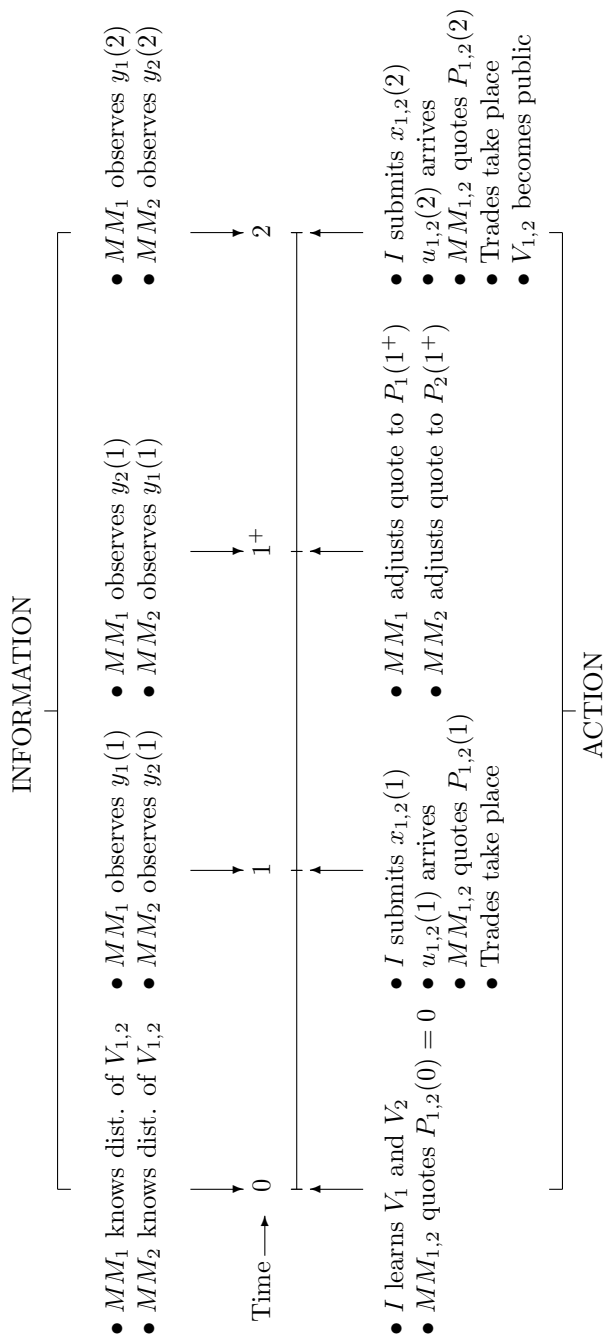 INFORMATION
• MM₁ knows dist. of V₁,₂
• MM₂ knows dist. of V₁,₂
• MM₁ observes y₁(1)
• MM₂ observes y₂(1)
• MM₁ observes y₂(1)
• MM₂ observes y₁(1)
• MM₁ observes y₁(2)
• MM₂ observes y₂(2)
Time → 0 1 1⁺ 2
• I learns V₁ and V₂
• MM₁,₂ quotes P₁,₂(0) = 0
• I submits x₁,₂(1)
• u₁,₂(1) arrives
• MM₁,₂ quotes P₁,₂(1)
• Trades take place
• MM₁ adjusts quote to P₁(1⁺)
• MM₂ adjusts quote to P₂(1⁺)
• I submits x₁,₂(2)
• u₁,₂(2) arrives
• MM₁,₂ quotes P₁,₂(2)
• Trades take place
• V₁,₂ becomes public
ACTION